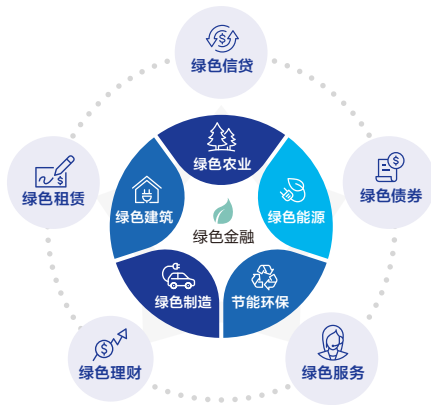 绿色信贷
绿色农业
绿色租赁
绿色债券
绿色建筑
绿色能源
绿色金融
绿色制造
节能环保
绿色理财
绿色服务